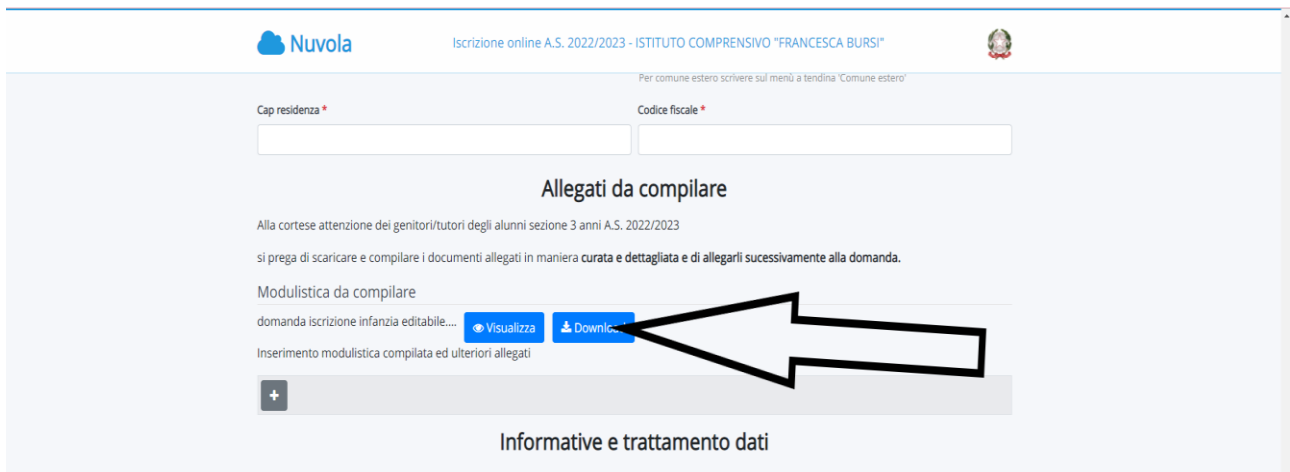 Nuvola
Iscrizione online A.S. 2022/2023 - ISTITUTO COMPRENSIVO "FRANCESCA BURSI"
Per comune estero scrivere sul menù a tendina 'Comune estero'
Cap residenza *
Codice fiscale *
Allegati da compilare
Alla cortese attenzione dei genitori/tutori degli alunni sezione 3 anni A.S. 2022/2023
si prega di scaricare e compilare i documenti allegati in maniera curata e dettagliata e di allegarli sucessivamente alla domanda.
Modulistica da compilare
domanda iscrizione infanzia editabile.... Visualizza Download
Inserimento modulistica compilata ed ulteriori allegati
+
Informative e trattamento dati